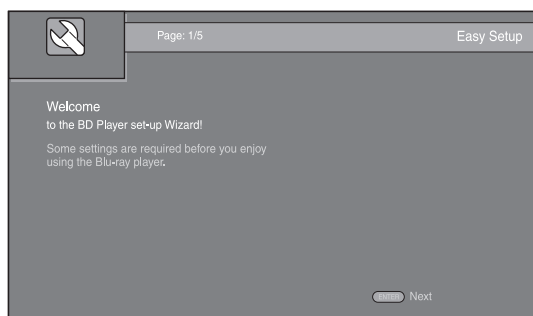 Page: 1/5
Easy Setup
Welcome
to the BD Player set-up Wizard!
Some settings are required before you enjoy
using the Blu-ray player.
ENTER Next